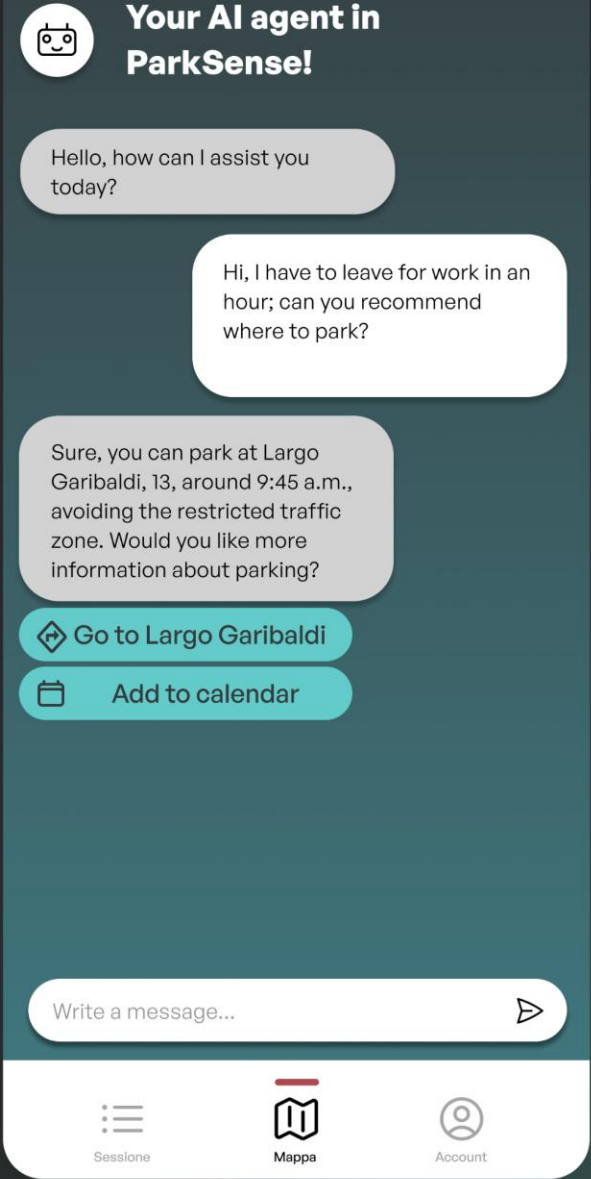 Your AI agent in
ParkSense!
Hello, how can I assist you
today?
Hi, I have to leave for work in an
hour; can you recommend
where to park?
Sure, you can park at Largo
Garibaldi, 13, around 9:45 a.m.,
avoiding the restricted traffic
zone. Would you like more
information about parking?
Go to Largo Garibaldi
Add to calendar
Write a message...
Sessione
Mappa
Account